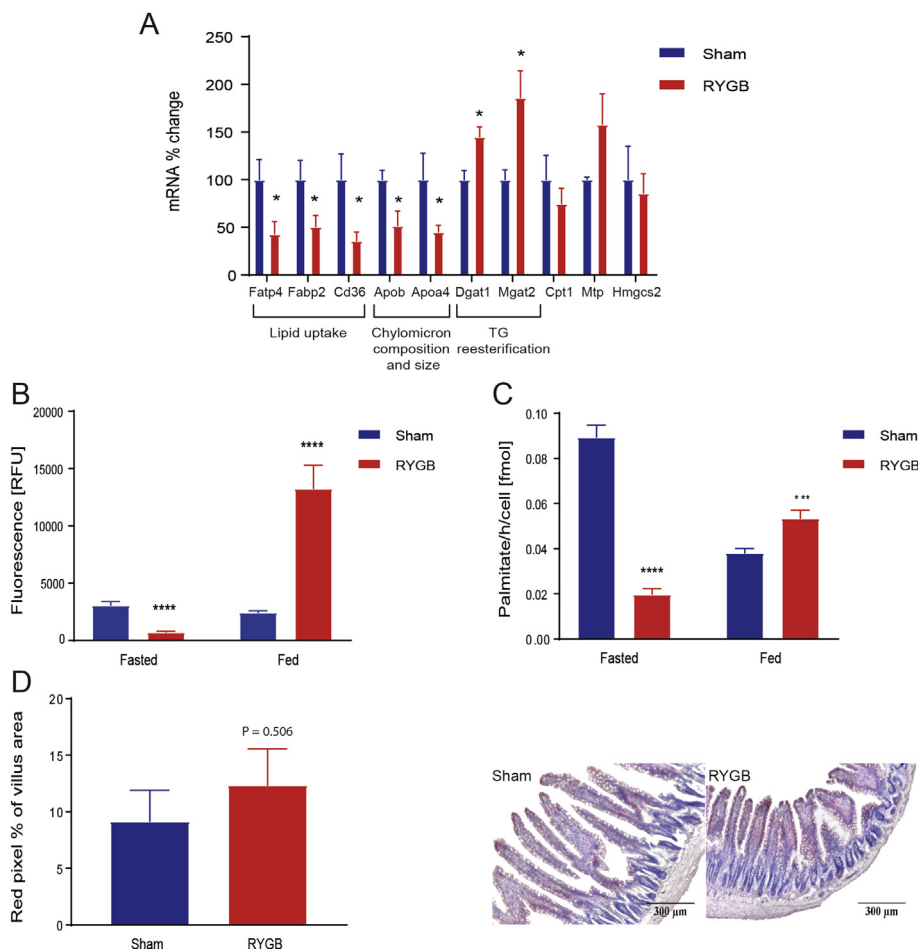 A
mRNA % change
250
200
150
100
50
0
Sham
RYGB
* * * * * * *
Fatp4 Fabp2 Cd36 Apob Apoa4 Dgat1 Mgat2 Cpt1 Mtp Hmgcs2
Lipid uptake
Chylomicron
composition
and size
TG
reesterification
B
Fluorescence [RFU]
20000
15000
10000
5000
0
****
****
Fasted Fed
Sham
RYGB
C
Palmitate/h/cell [fmol]
0.10
0.08
0.06
0.04
0.02
0.00
****
***
Fasted Fed
Sham
RYGB
D
Red pixel % of villus area
20
15
10
5
0
P = 0.506
Sham RYGB
Sham
300 µm
RYGB
300 µm